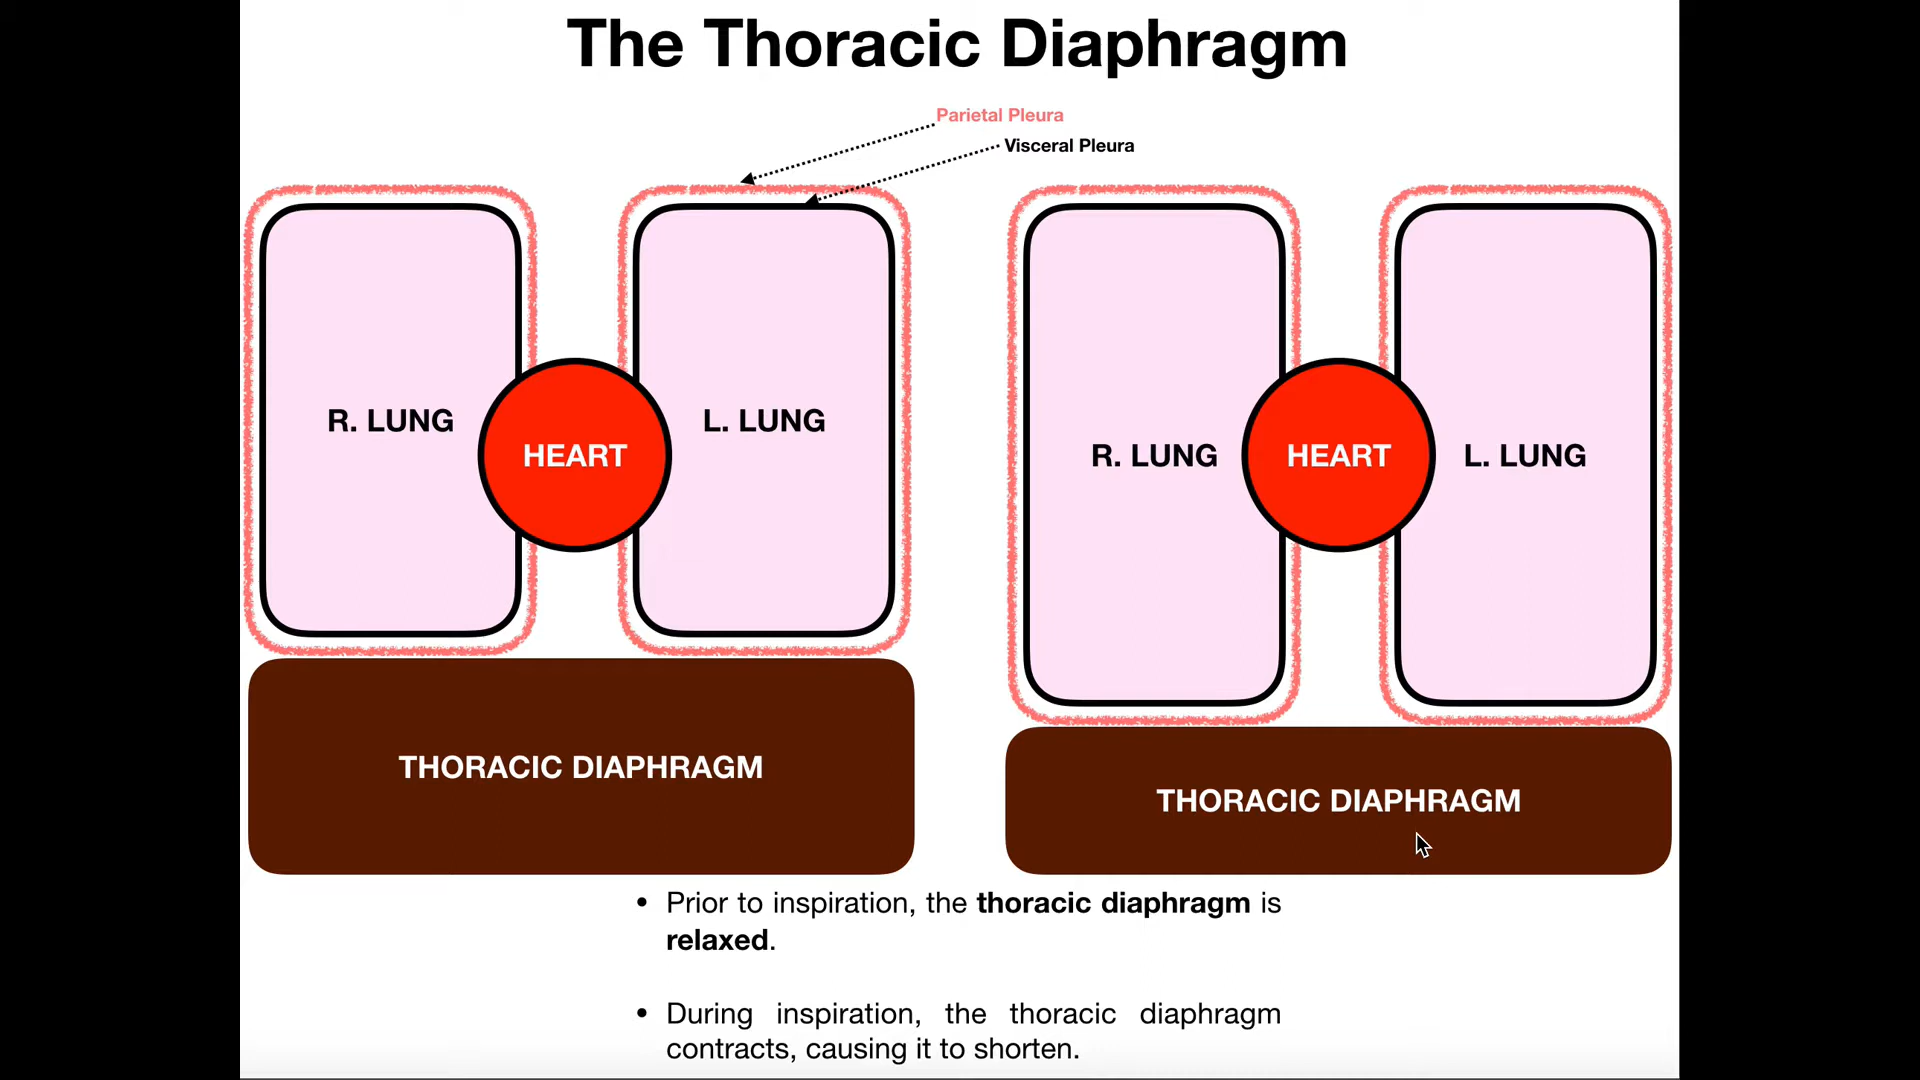 The Thoracic Diaphragm
Parietal Pleura
Visceral Pleura
R. LUNG
HEART
L. LUNG
THORACIC DIAPHRAGM
R. LUNG
HEART
L. LUNG
THORACIC DIAPHRAGM
• Prior to inspiration, the thoracic diaphragm is
relaxed.
• During inspiration, the thoracic diaphragm
contracts, causing it to shorten.